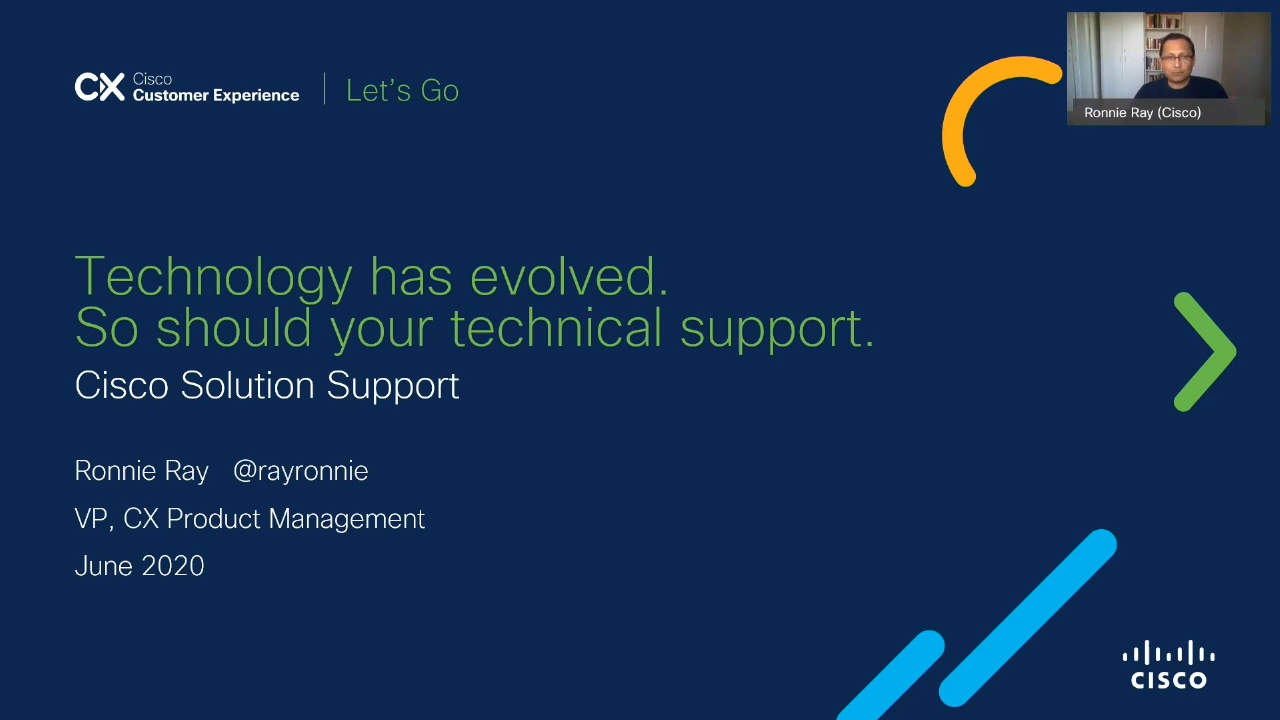 CX Cisco
Customer Experience
Let's Go
Ronnie Ray (Cisco)
Technology has evolved.
So should your technical support.
Cisco Solution Support
Ronnie Ray @rayronnie
VP, CX Product Management
June 2020
CISCO